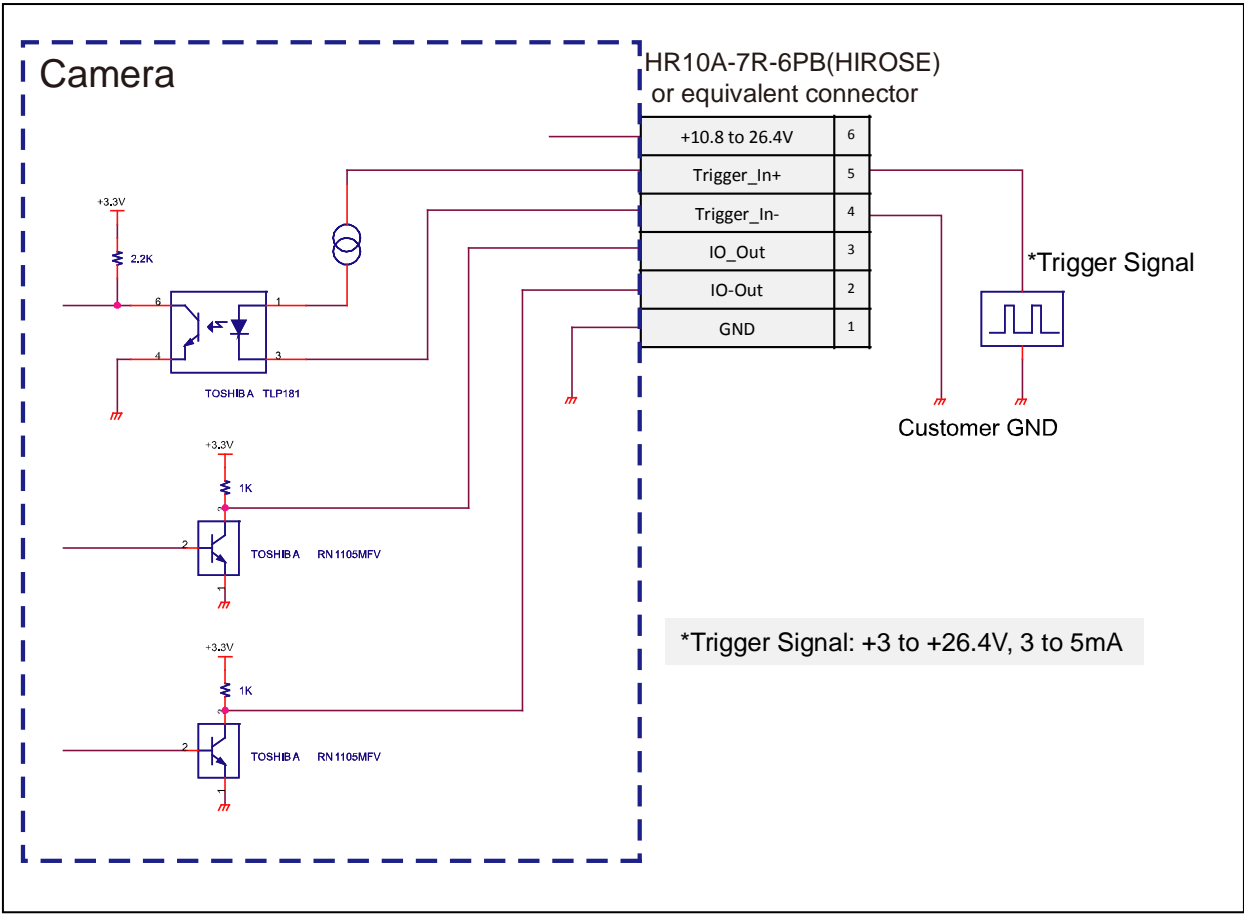 Camera
HR10A-7R-6PB(HIROSE)
or equivalent connector
+10.8 to 26.4V 6
Trigger_In+ 5
Trigger_In- 4
IO_Out 3
IO-Out 2
GND 1
*Trigger Signal
Customer GND
+3.3V
2.2K
6 1
4 3
TOSHIBA TLP181
+3.3V
1K
3
2
TOSHIBA RN1105MFV
1
+3.3V
1K
3
2
TOSHIBA RN1105MFV
1
*Trigger Signal: +3 to +26.4V, 3 to 5mA